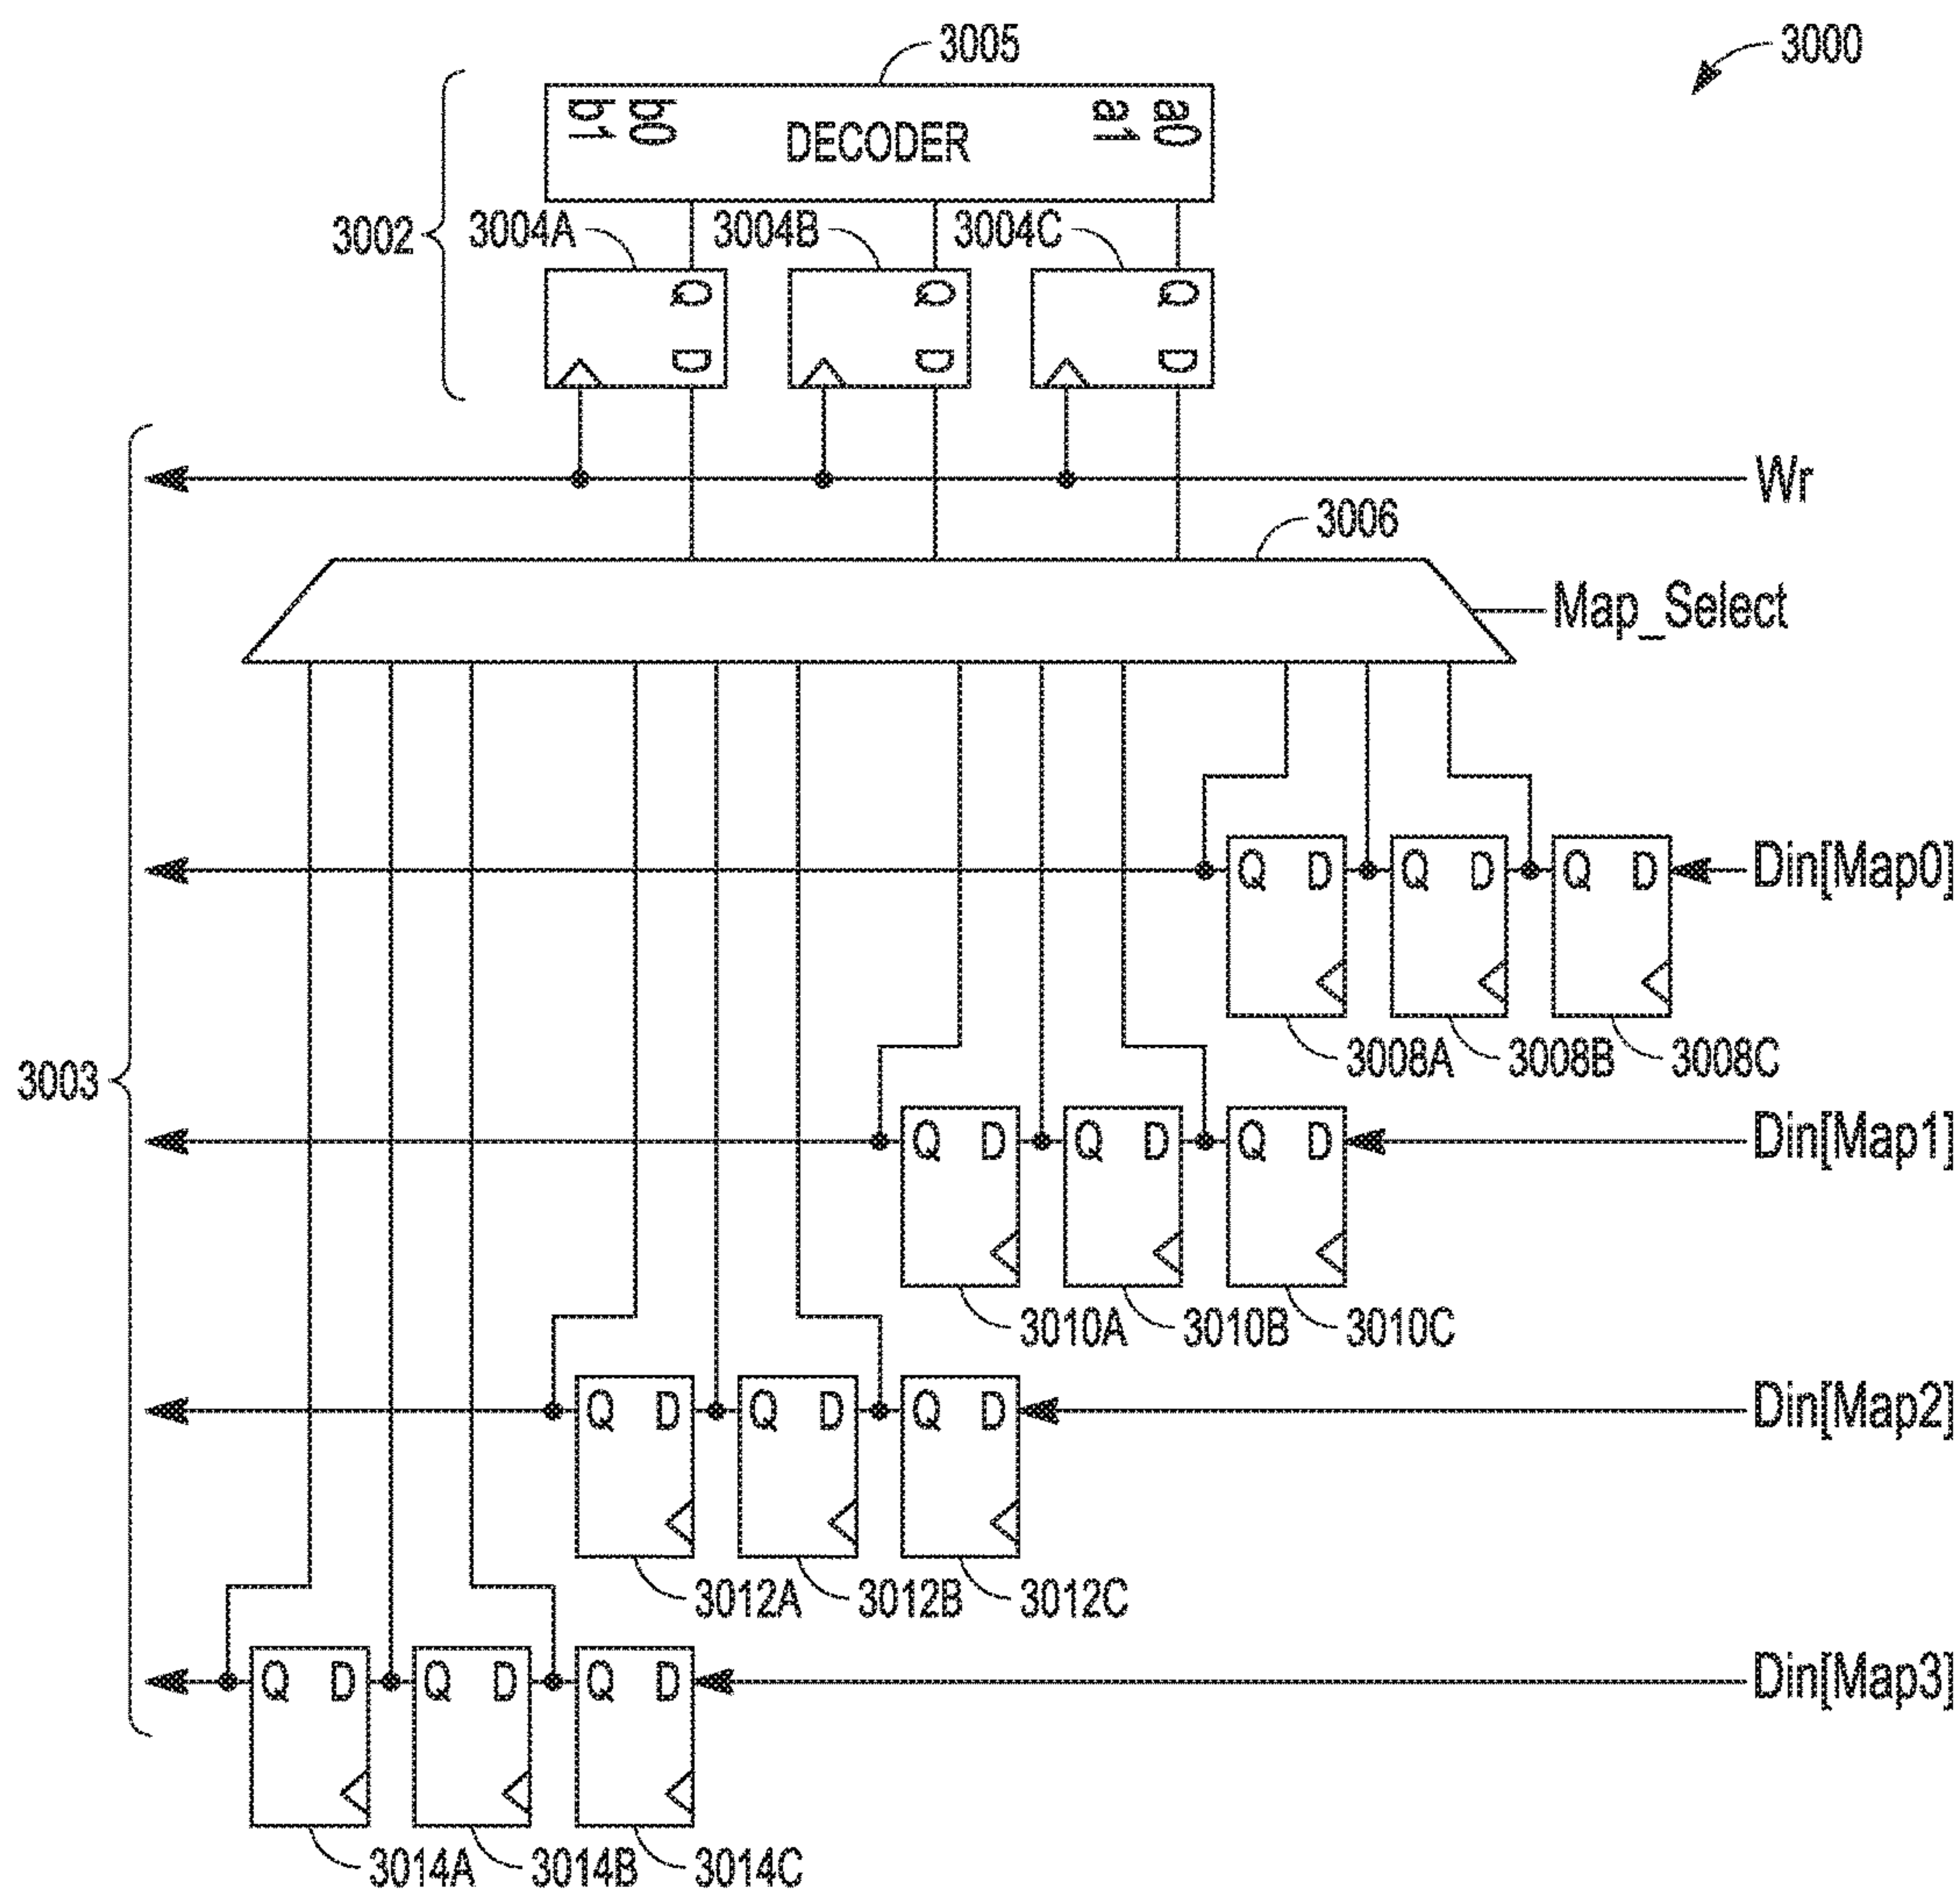 3005
3000
b1 b0 DECODER a1 a0
3002
3004A 3004B 3004C
Q Q Q
D D D
Wr
3006
Map_Select
Q D Q D Q D Din[Map0]
3008A 3008B 3008C
3003
Q D Q D Q D Din[Map1]
3010A 3010B 3010C
Q D Q D Q D Din[Map2]
3012A 3012B 3012C
Q D Q D Q D Din[Map3]
3014A 3014B 3014C